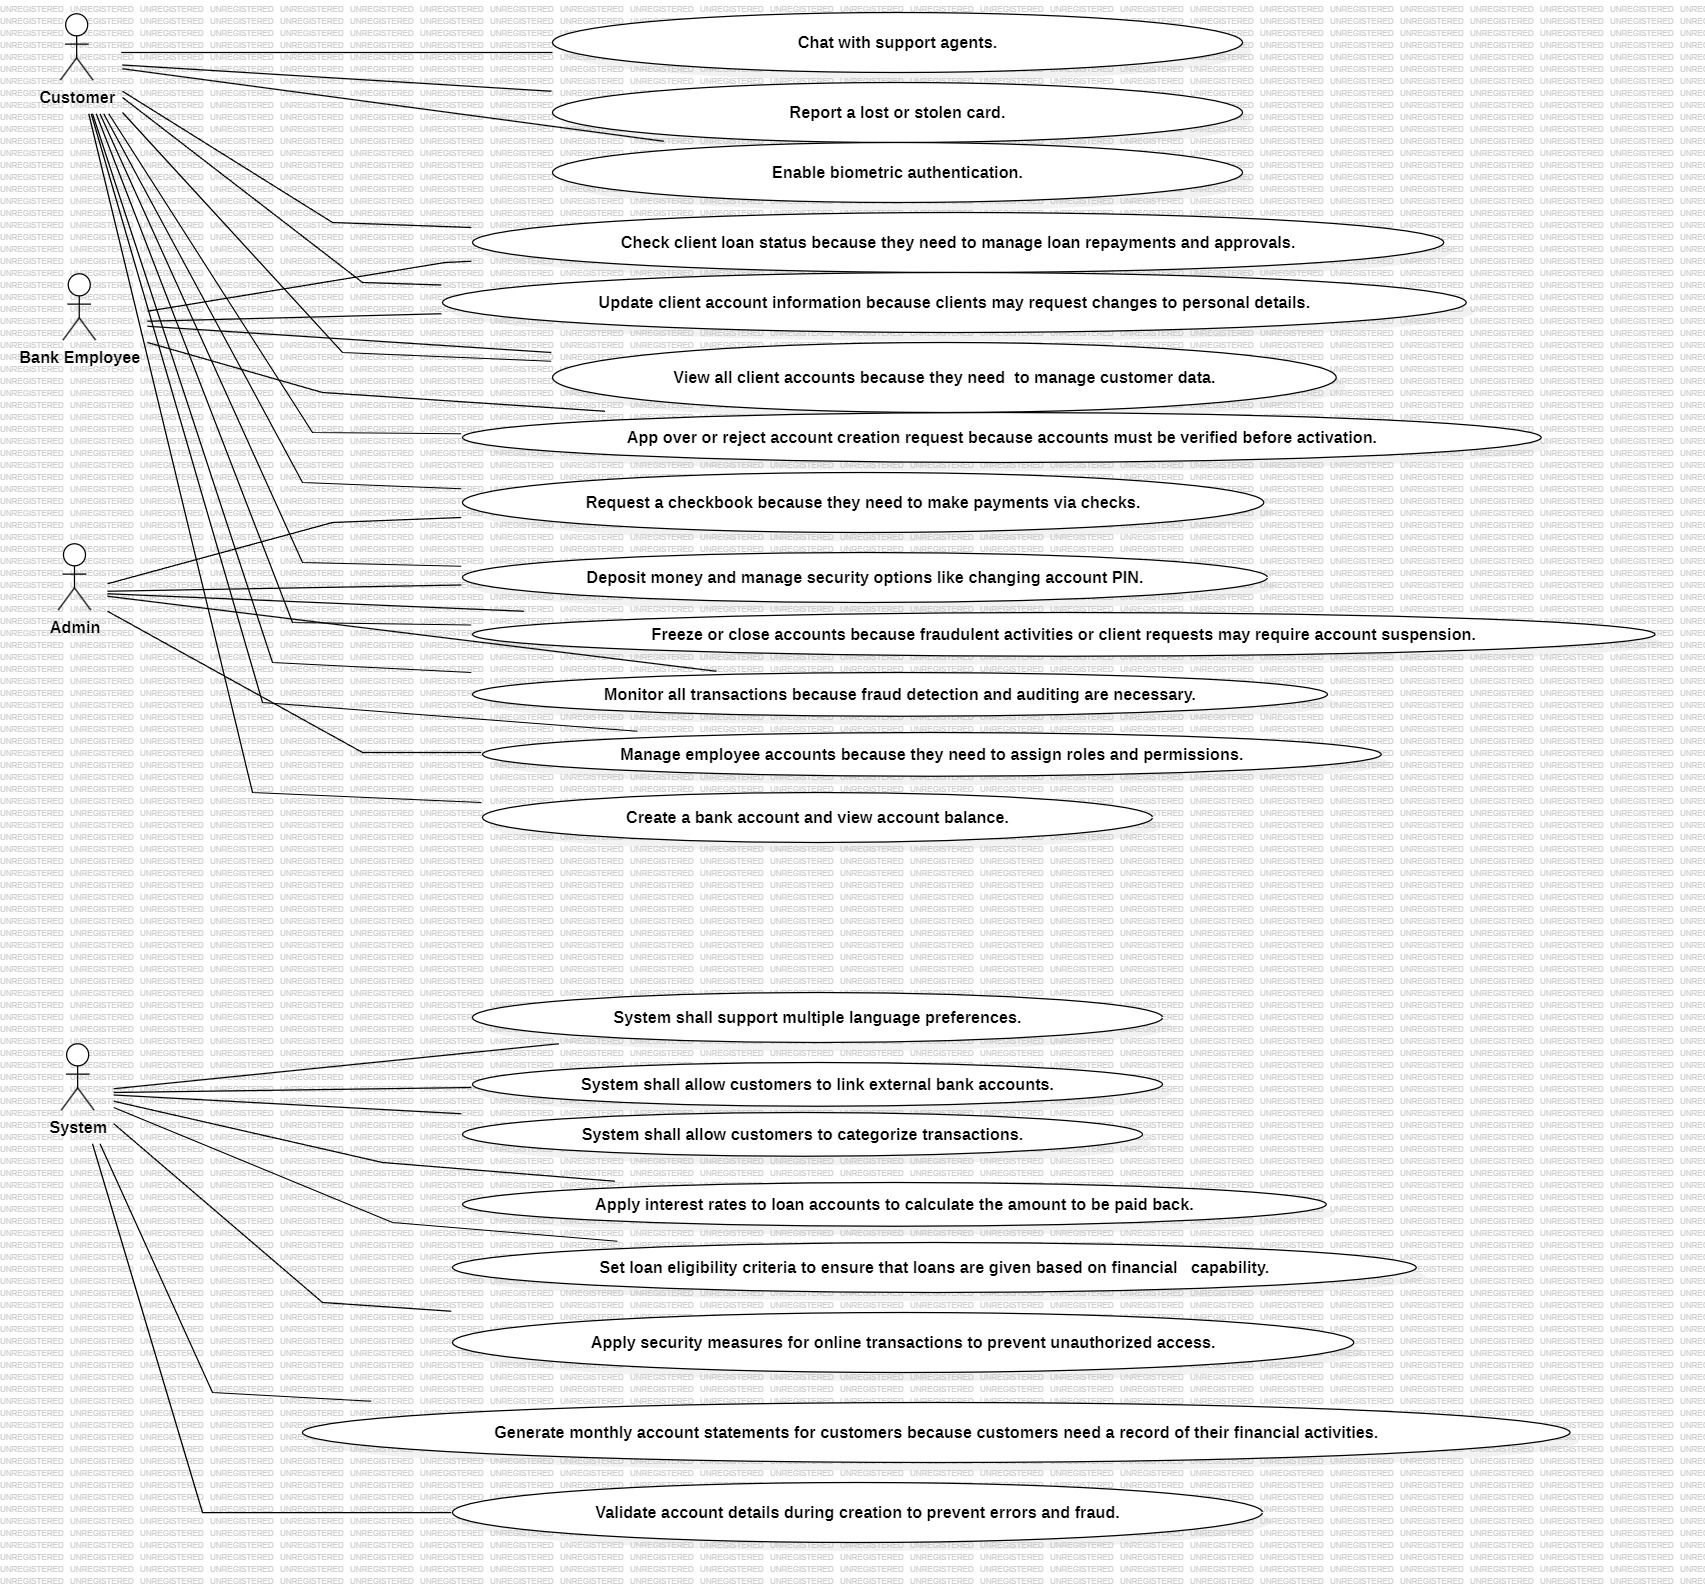 Chat with support agents.
Customer
Report a lost or stolen card.
Enable biometric authentication.
Check client loan status because they need to manage loan repayments and approvals.
Update client account information because clients may request changes to personal details.
Bank Employee
View all client accounts because they need  to manage customer data.
App over or reject account creation request because accounts must be verified before activation.
Request a checkbook because they need to make payments via checks.
Deposit money and manage security options like changing account PIN.
Admin
Freeze or close accounts because fraudulent activities or client requests may require account suspension.
Monitor all transactions because fraud detection and auditing are necessary.
Manage employee accounts because they need to assign roles and permissions.
Create a bank account and view account balance.
System shall support multiple language preferences.
System shall allow customers to link external bank accounts.
System
System shall allow customers to categorize transactions.
Apply interest rates to loan accounts to calculate the amount to be paid back.
Set loan eligibility criteria to ensure that loans are given based on financial   capability.
Apply security measures for online transactions to prevent unauthorized access.
Generate monthly account statements for customers because customers need a record of their financial activities.
Validate account details during creation to prevent errors and fraud.
UNREGISTERED